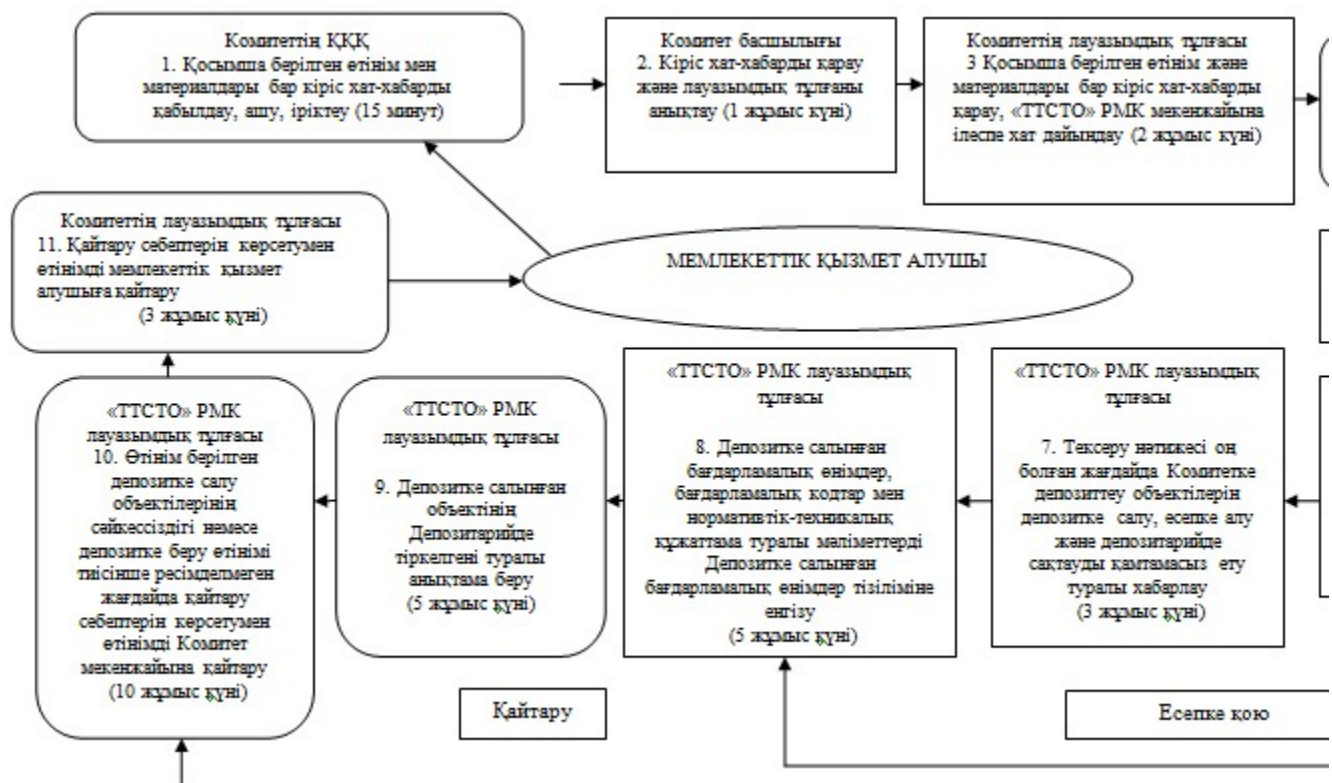 Комитеттің ҚҚҚ
1. Қосымша берілген өтінім мен
материалдары бар кіріс хат-хабарды
қабылдау, ашу, іріктеу (15 минут)
Комитет басшылығы
2. Кіріс хат-хабарды қарау
және лауазымдық тұлғаны
анықтау (1 жұмыс күні)
Комитеттің лауазымдық тұлғасы
3 Қосымша берілген өтінім және
материалдары бар кіріс хат-хабарды
қарау, «ТТСТО» РМК мекенжайына
ілеспе хат дайындау (2 жұмыс күні)
Комитеттің лауазымдық тұлғасы
11. Қайтару себептерін көрсетумен
өтінімді мемлекеттік қызмет
алушыға қайтару
(3 жұмыс күні)
МЕМЛЕКЕТТІК ҚЫЗМЕТ АЛУШЫ
«ТТСТО» РМК
лауазымдық тұлғасы
10. Өтінім берілген
депозитке салу
объектілерінің
сәйкессіздігі немесе
депозитке беру өтінімі
тиісінше ресімделмеген
жағдайда қайтару
себептерін көрсетумен
өтінімді Комитет
мекенжайына қайтару
(10 жұмыс күні)
«ТТСТО» РМК
лауазымдық тұлғасы
9. Депозитке салынған
объектінің
Депозитарийде
тіркелгені туралы
анықтама беру
(5 жұмыс күні)
«ТТСТО» РМК лауазымдық
тұлғасы
8. Депозитке салынған
бағдарламалық өнімдер,
бағдарламалық кодтар мен
нормативтік-техникалық
құжаттама туралы мәліметтерді
Депозитке салынған
бағдарламалық өнімдер тізіліміне
енгізу
(5 жұмыс күні)
«ТТСТО» РМК лауазымдық
тұлғасы
7. Тексеру нәтижесі оң
болған жағдайда Комитетке
депозиттеу объектілерін
депозитке салу, есепке алу
және депозитарийде
сақтауды қамтамасыз ету
туралы хабарлау
(3 жұмыс күні)
Қайтару
Есепке қою